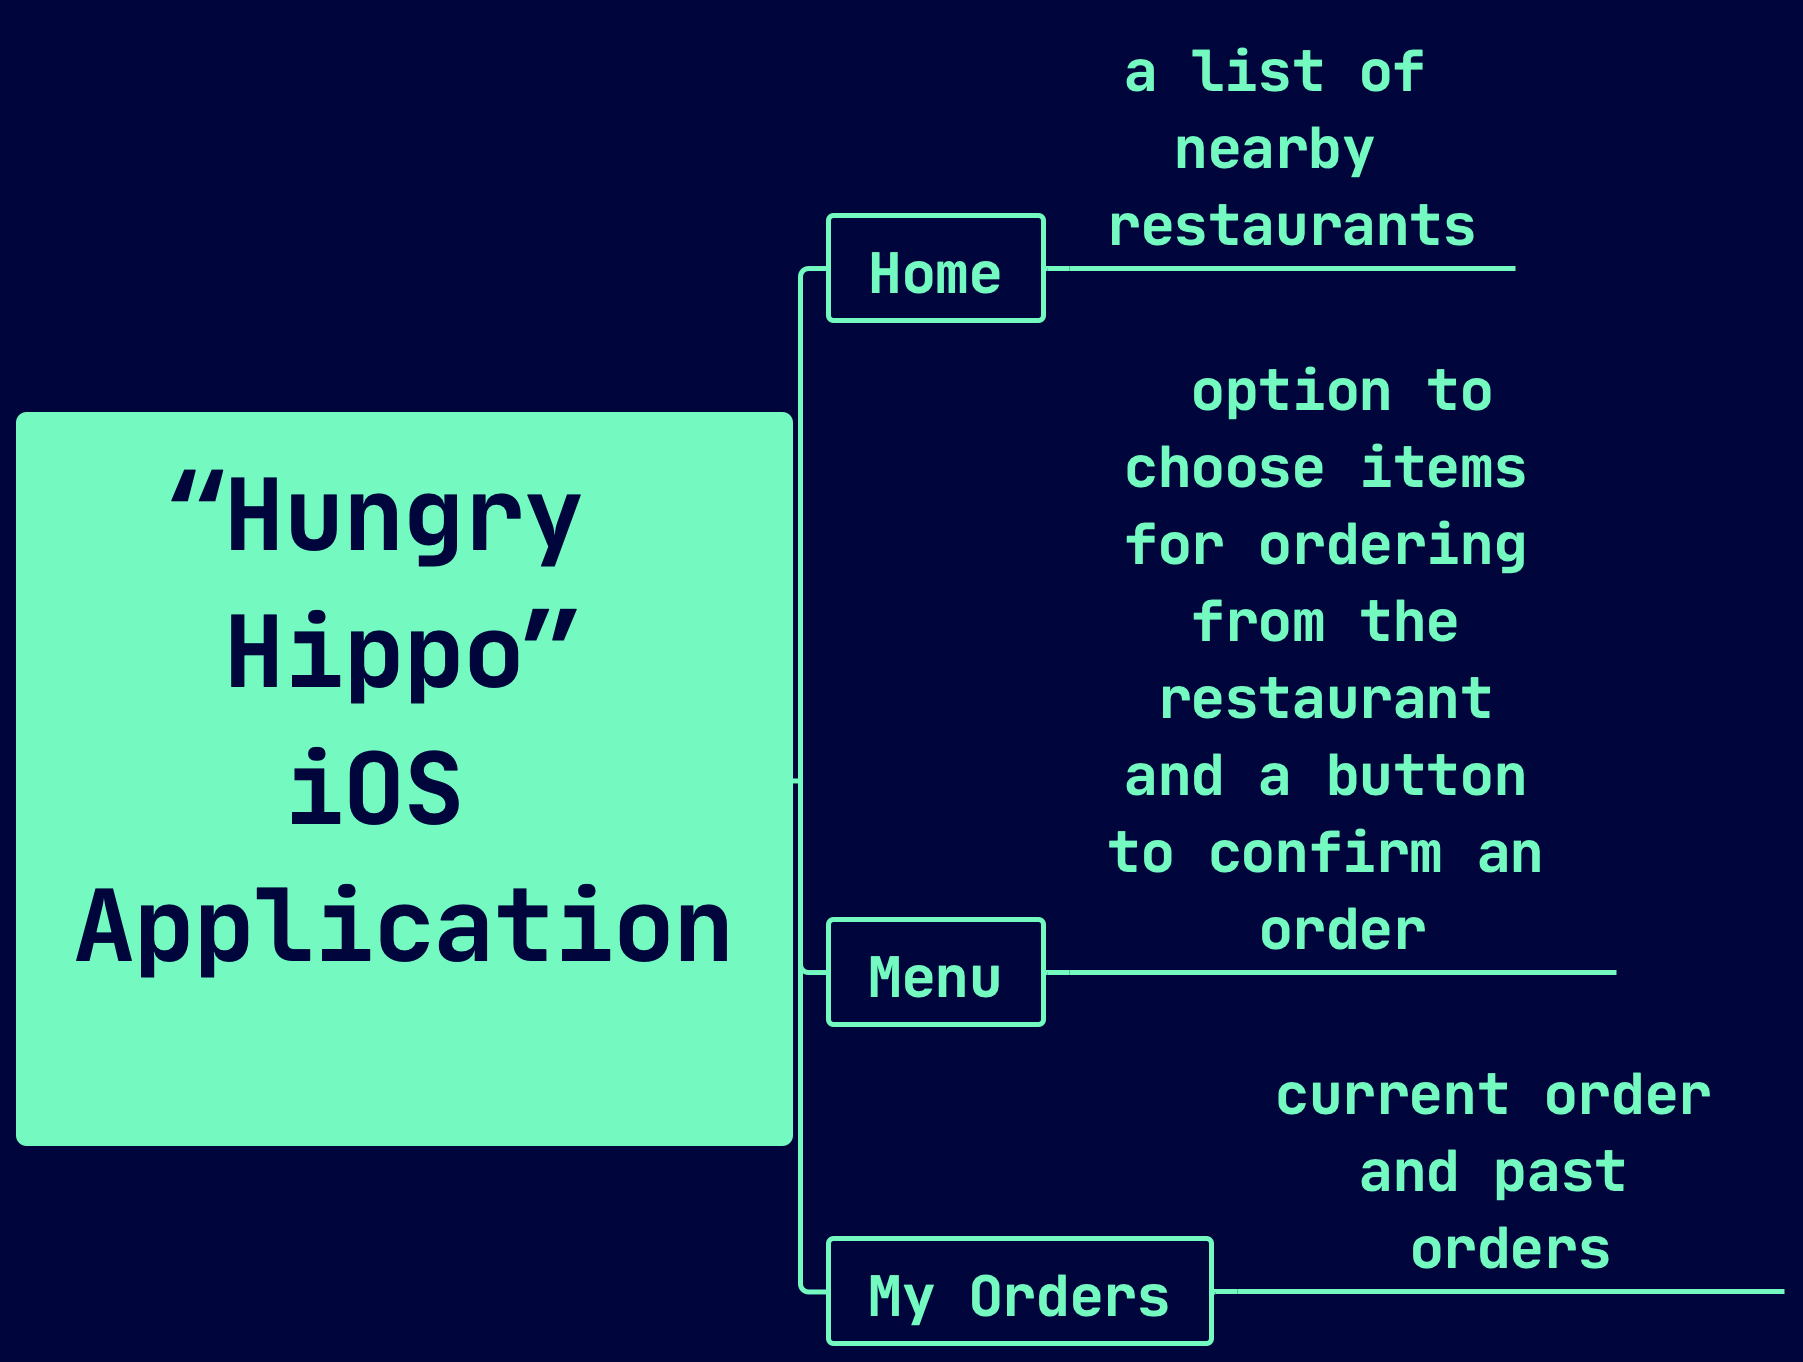 “Hungry
Hippo”
iOS
Application
Home
a list of
nearby
restaurants
Menu
option to
choose items
for ordering
from the
restaurant
and a button
to confirm an
order
My Orders
current order
and past
orders